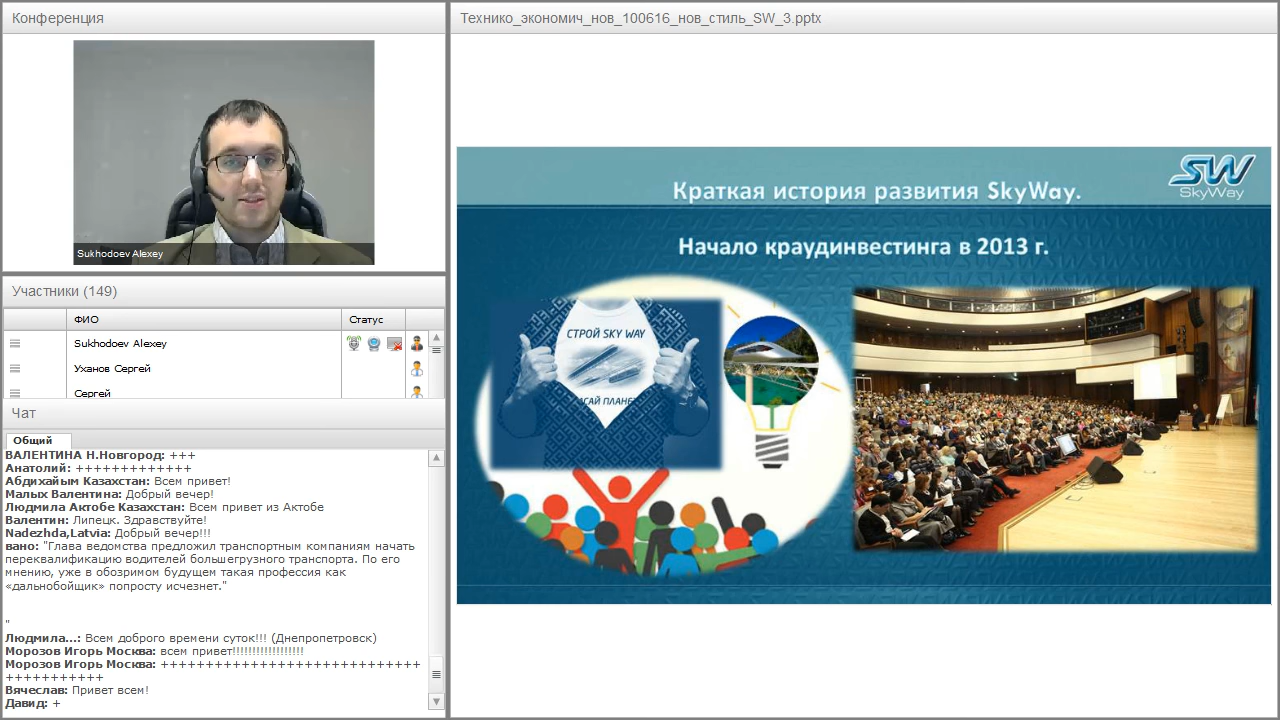 Конференция
Sukhodoev Alexey
Участники (149)
ФИО
Статус
Sukhodoev Alexey
Уханов Сергей
Сергей
Чат
Общий
ВАЛЕНТИНА Н.Новгород: +++
Анатолий: +++++++++++++
Абдихайым Казахстан: Всем привет!
Малых Валентина: Добрый вечер!
Людмила Актобе Казахстан: Всем привет из Актобе
Валентин: Липецк. Здравствуйте!
Nadezhda,Latvia: Добрый вечер!!!
вано: "Глава ведомства предложил транспортным компаниям начать
переквалификацию водителей большегрузного транспорта. По его
мнению, уже в обозримом будущем такая профессия как
«дальнобойщик» попросту исчезнет."
"
Людмила...: Всем доброго времени суток!!! (Днепропетровск)
Морозов Игорь Москва: всем привет!!!!!!!!!!!!!!!!!!
Морозов Игорь Москва: ++++++++++++++++++++++++++++++
++++++++++++
Вячеслав: Привет всем!
Давид: +
Технико_экономич_нов_100616_нов_стиль_SW_3.pptx
SW
SkyWay
Краткая история развития SkyWay.
Начало краудинвестинга в 2013 г.
СТРОЙ SKY WAY
АСАЙ ПЛАНЕ